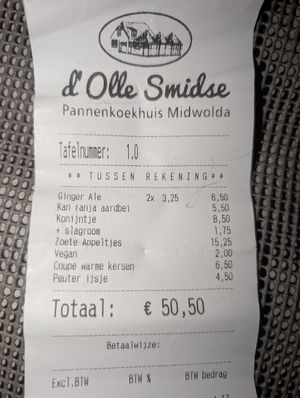 d'Olle Smidse
Pannenkoekhuis Midwolda
Tafelnummer: 1.0
** TUSSEN REKENING **
Ginger Ale 2x 3,25 6,50
Kan ranja aardbei 5,50
Konijntje 8,50
+ slagroom 1,75
Zoete Appeltjes 15,25
Vegan 2,00
Coupe warme kersen 6,50
Peuter ijsje 4,50
Totaal: € 50,50
Betaalwijze:
Excl.BTW BTW % BTW bedrag